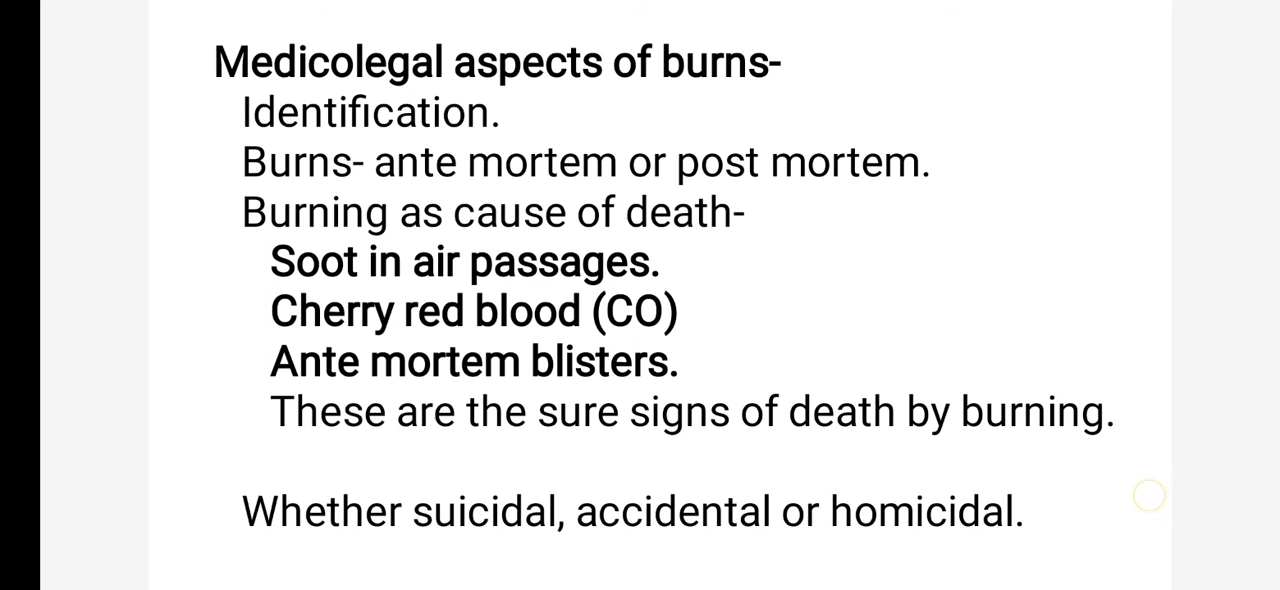 Medicolegal aspects of burns-
Identification.
Burns- ante mortem or post mortem.
Burning as cause of death-
Soot in air passages.
Cherry red blood (CO)
Ante mortem blisters.
These are the sure signs of death by burning.
Whether suicidal, accidental or homicidal.